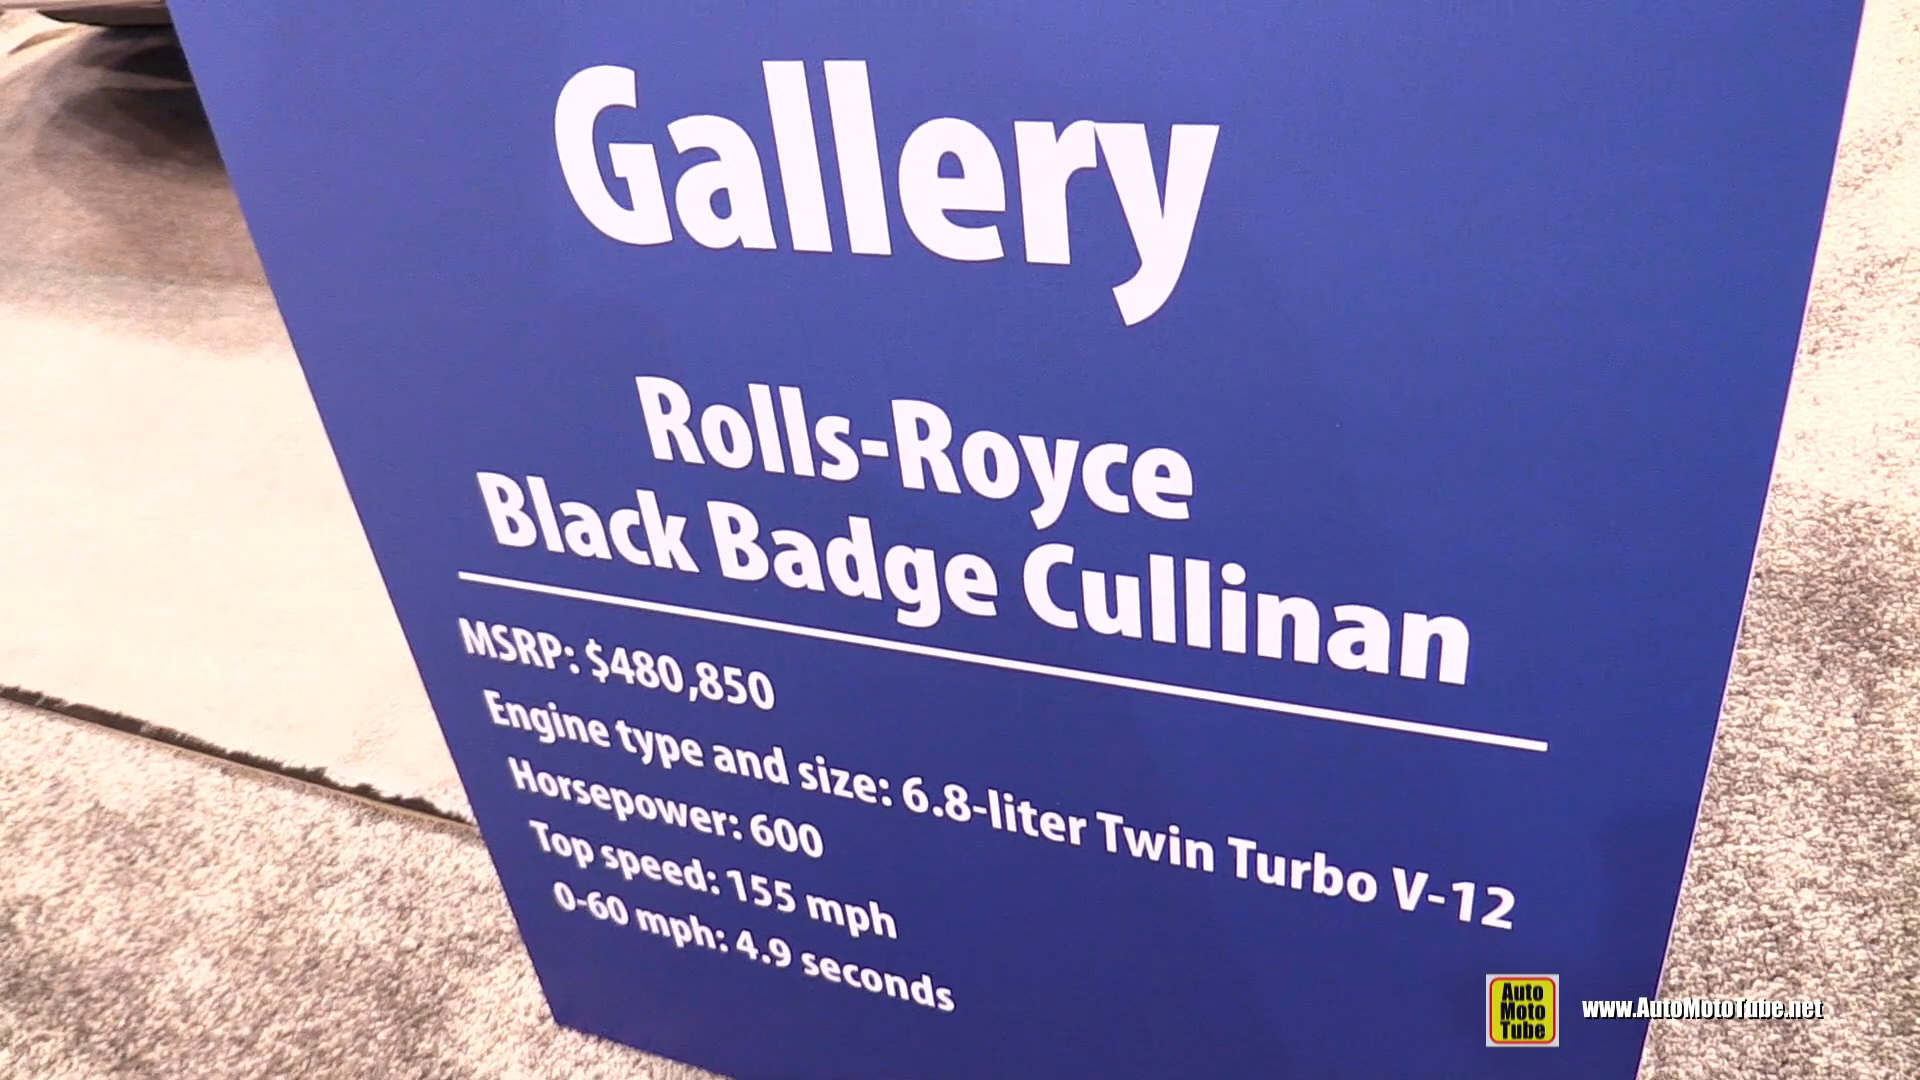 Gallery
Rolls-Royce
Black Badge Cullinan
MSRP: $480,850
Engine type and size: 6.8-liter Twin Turbo V-12
Horsepower: 600
Top speed: 155 mph
0-60 mph: 4.9 seconds
Auto
Moto
Tube
www.AutoMotoTube.net